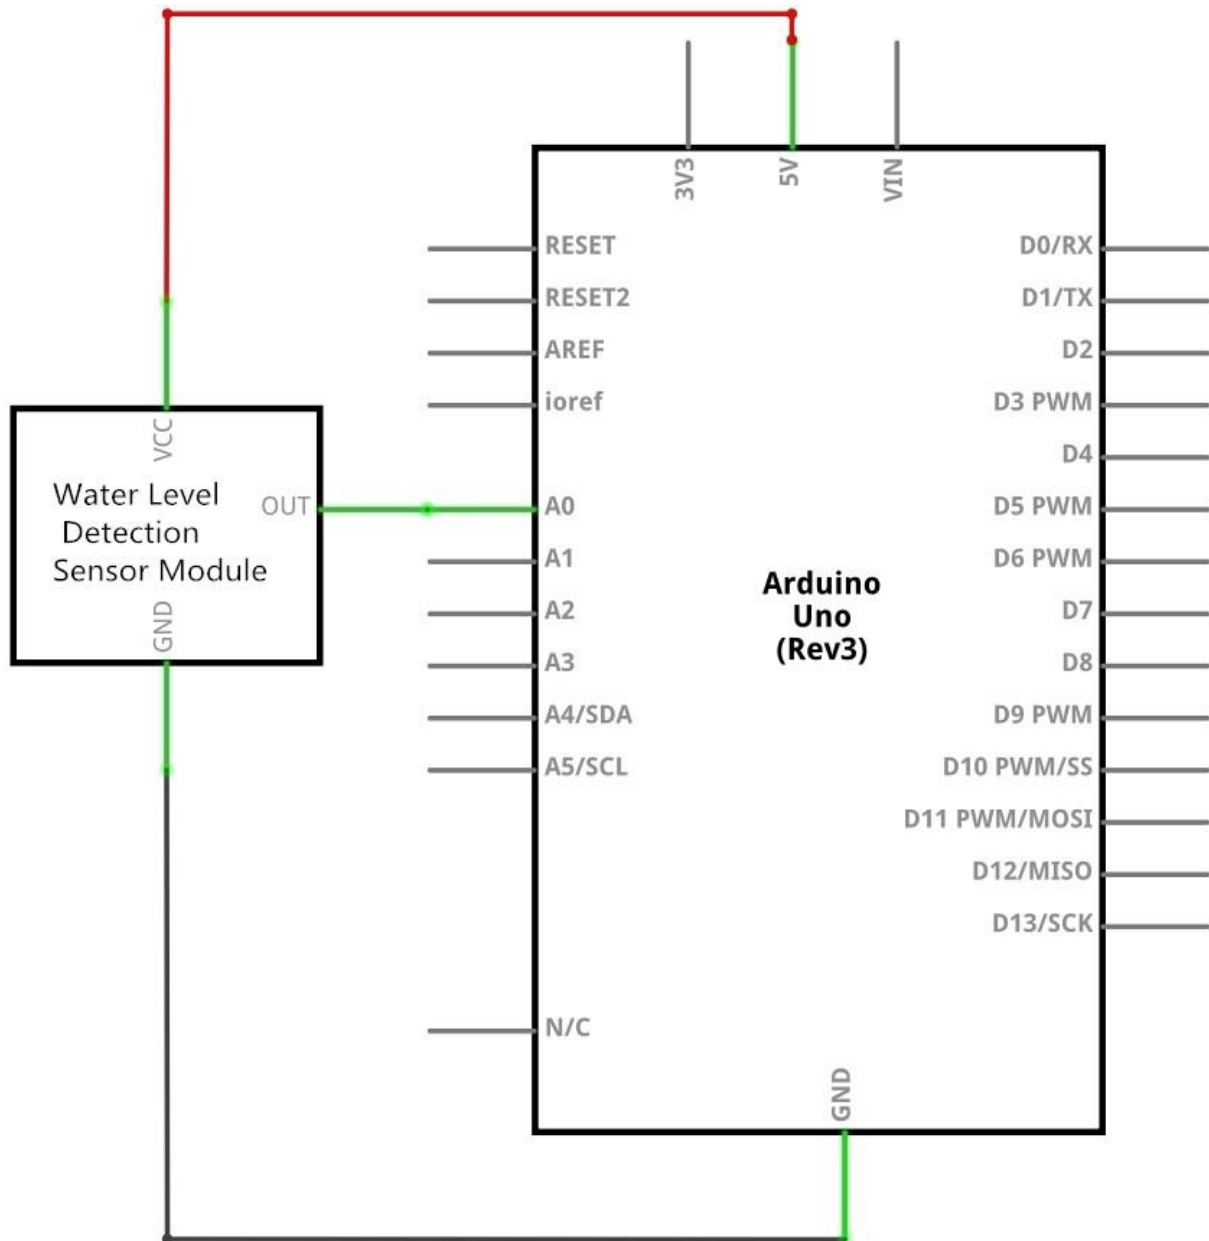 3V3
5V
VIN
RESET
D0/RX
RESET2
D1/TX
AREF
D2
ioref
D3 PWM
VCC
D4
Water Level
Detection
Sensor Module
OUT
GND
A0
D5 PWM
A1
D6 PWM
Arduino
Uno
(Rev3)
A2
D7
A3
D8
A4/SDA
D9 PWM
A5/SCL
D10 PWM/SS
D11 PWM/MOSI
D12/MISO
D13/SCK
N/C
GND